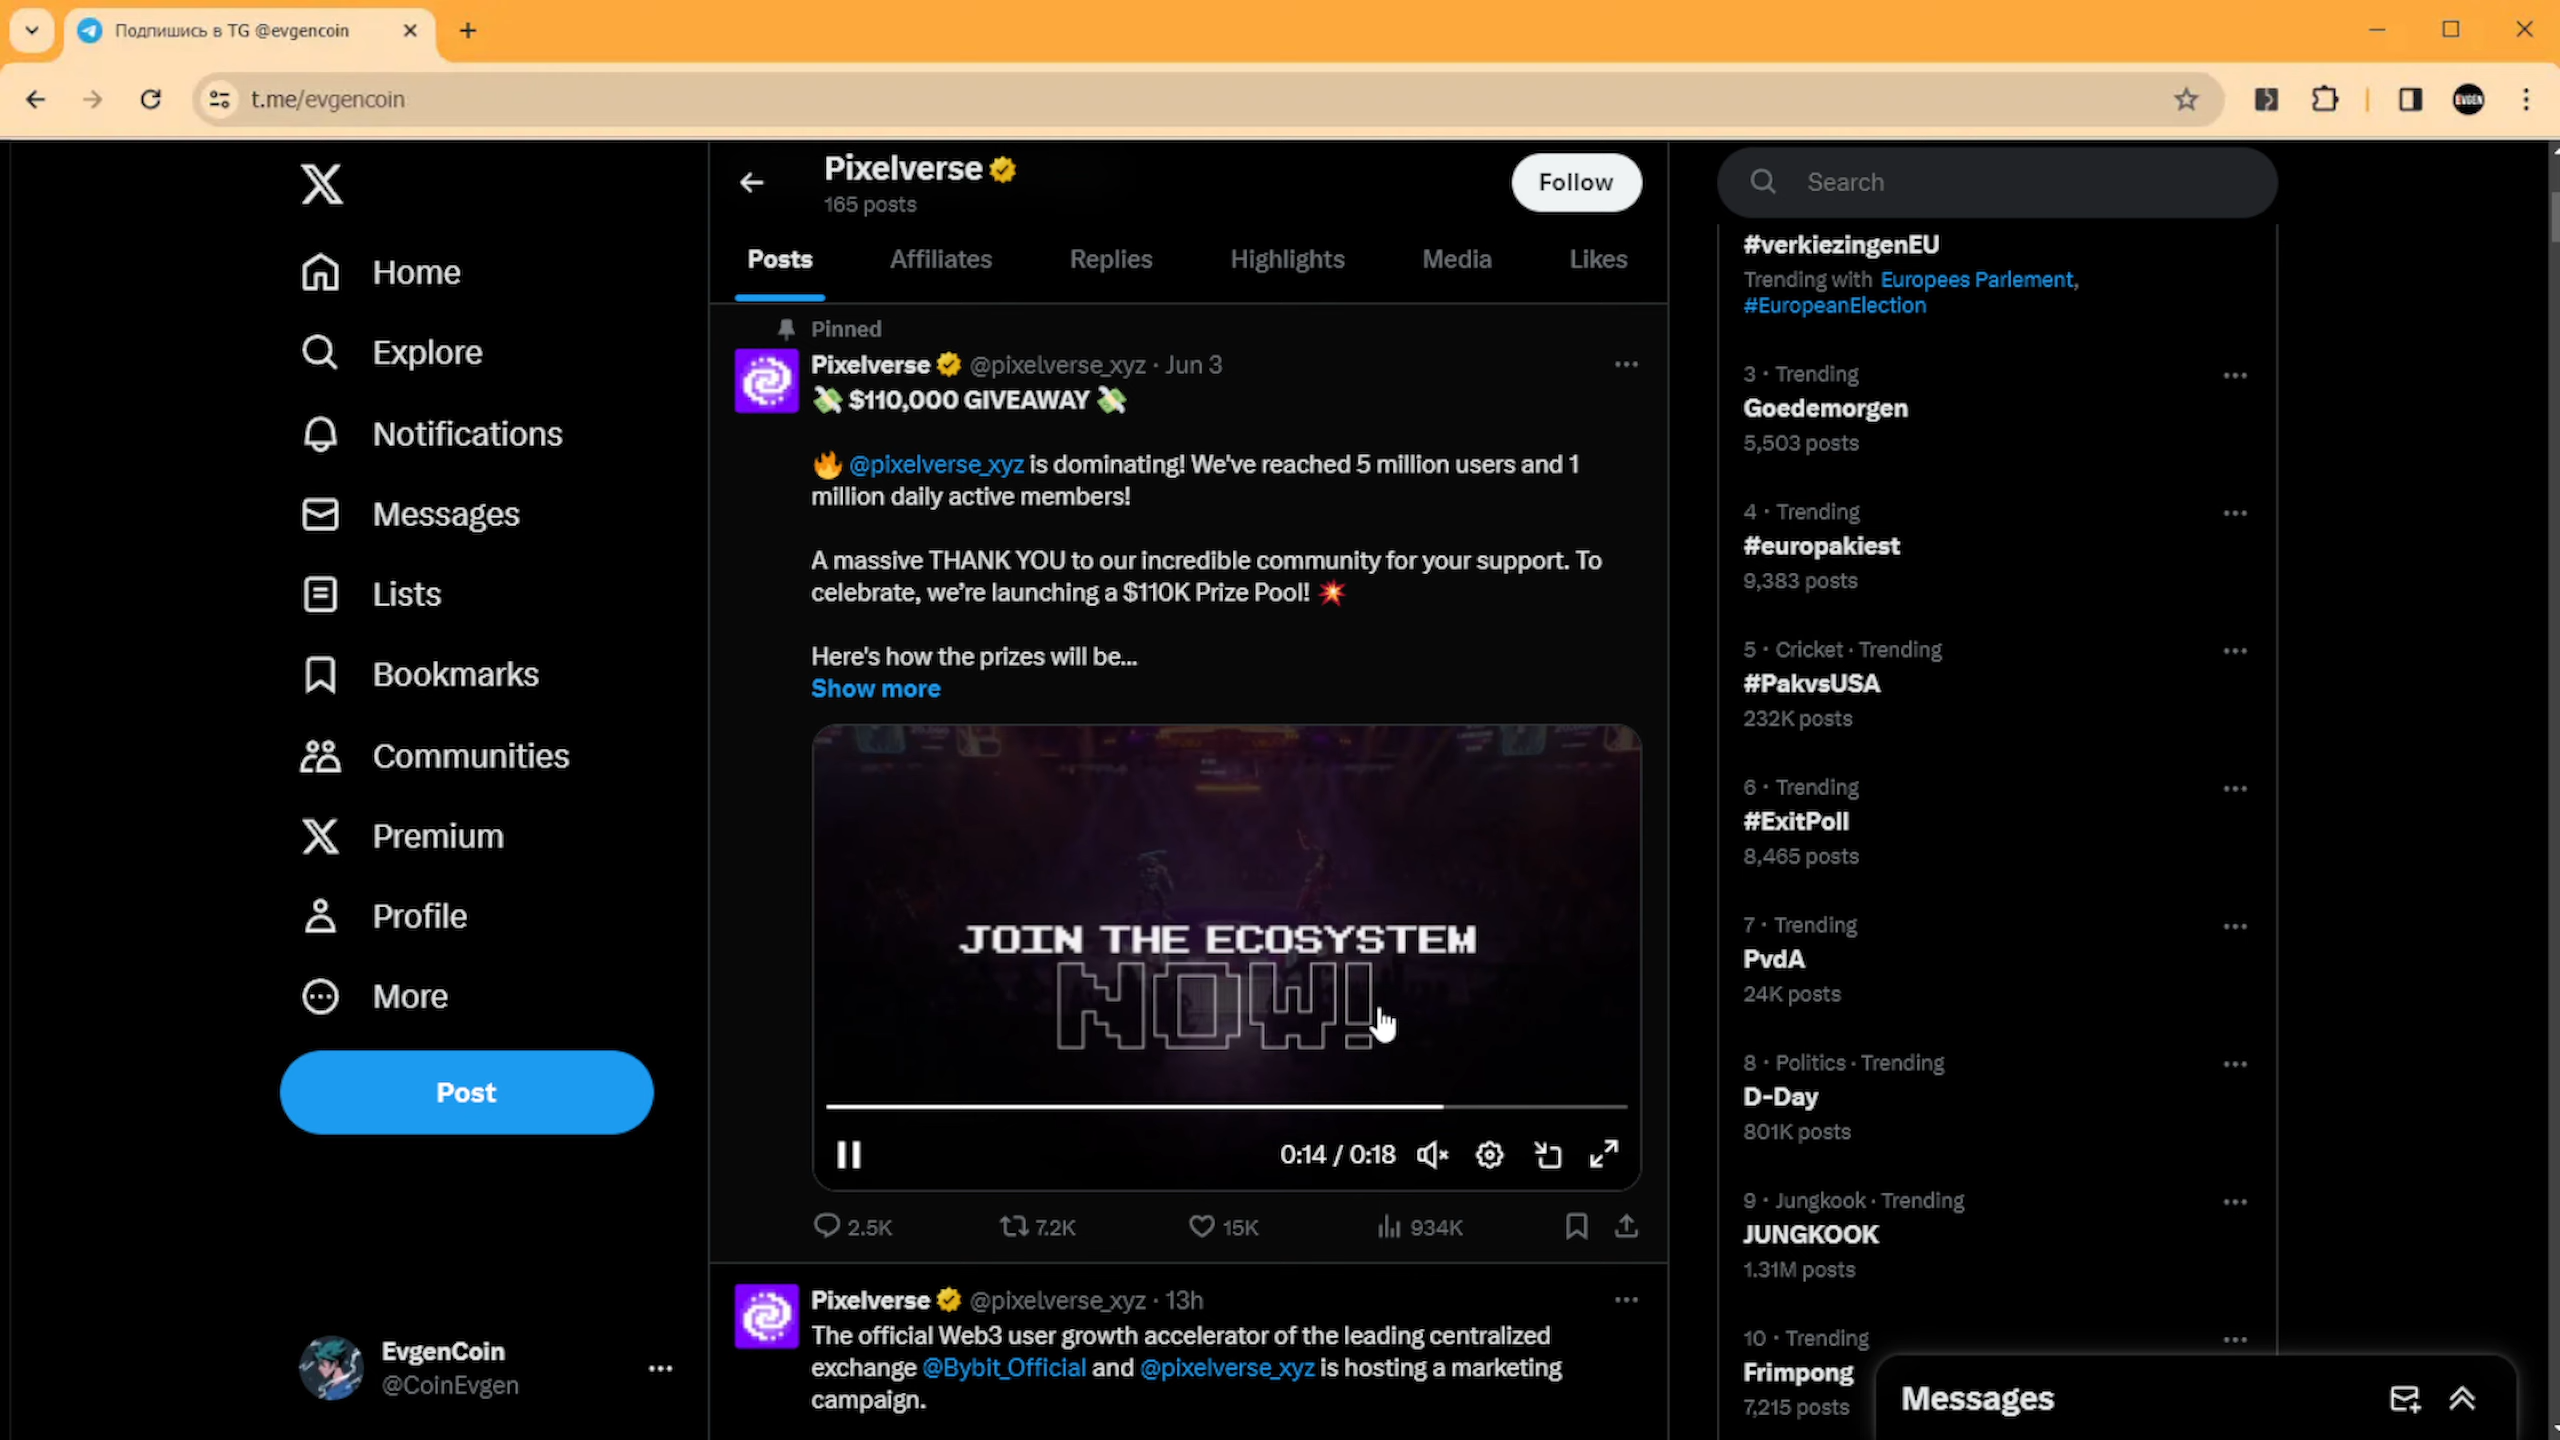 Подпишись в TG @evgencoin
t.me/evgencoin
EVGEN
Home
Explore
Notifications
Messages
Lists
Bookmarks
Communities
Premium
Profile
More
Post
EvgenCoin
@CoinEvgen
Pixelverse
165 posts
Follow
Posts Affiliates Replies Highlights Media Likes
Pinned
Pixelverse @pixelverse_xyz · Jun 3
💸 $110,000 GIVEAWAY 💸
🔥 @pixelverse_xyz is dominating! We've reached 5 million users and 1
million daily active members!
A massive THANK YOU to our incredible community for your support. To
celebrate, we're launching a $110K Prize Pool! 💥
Here's how the prizes will be...
Show more
JOIN THE ECOSYSTEM
NOW!
0:14 / 0:18
2.5K 7.2K 15K 934K
Pixelverse @pixelverse_xyz · 13h
The official Web3 user growth accelerator of the leading centralized
exchange @Bybit_Official and @pixelverse_xyz is hosting a marketing
campaign.
Search
#verkiezingenEU
Trending with Europees Parlement,
#EuropeanElection
3 · Trending
Goedemorgen
5,503 posts
4 · Trending
#europakiest
9,383 posts
5 · Cricket · Trending
#PakvsUSA
232K posts
6 · Trending
#ExitPoll
8,465 posts
7 · Trending
PvdA
24K posts
8 · Politics · Trending
D-Day
801K posts
9 · Jungkook · Trending
JUNGKOOK
1.31M posts
10 · Trending
Frimpong
7,215 posts
Messages